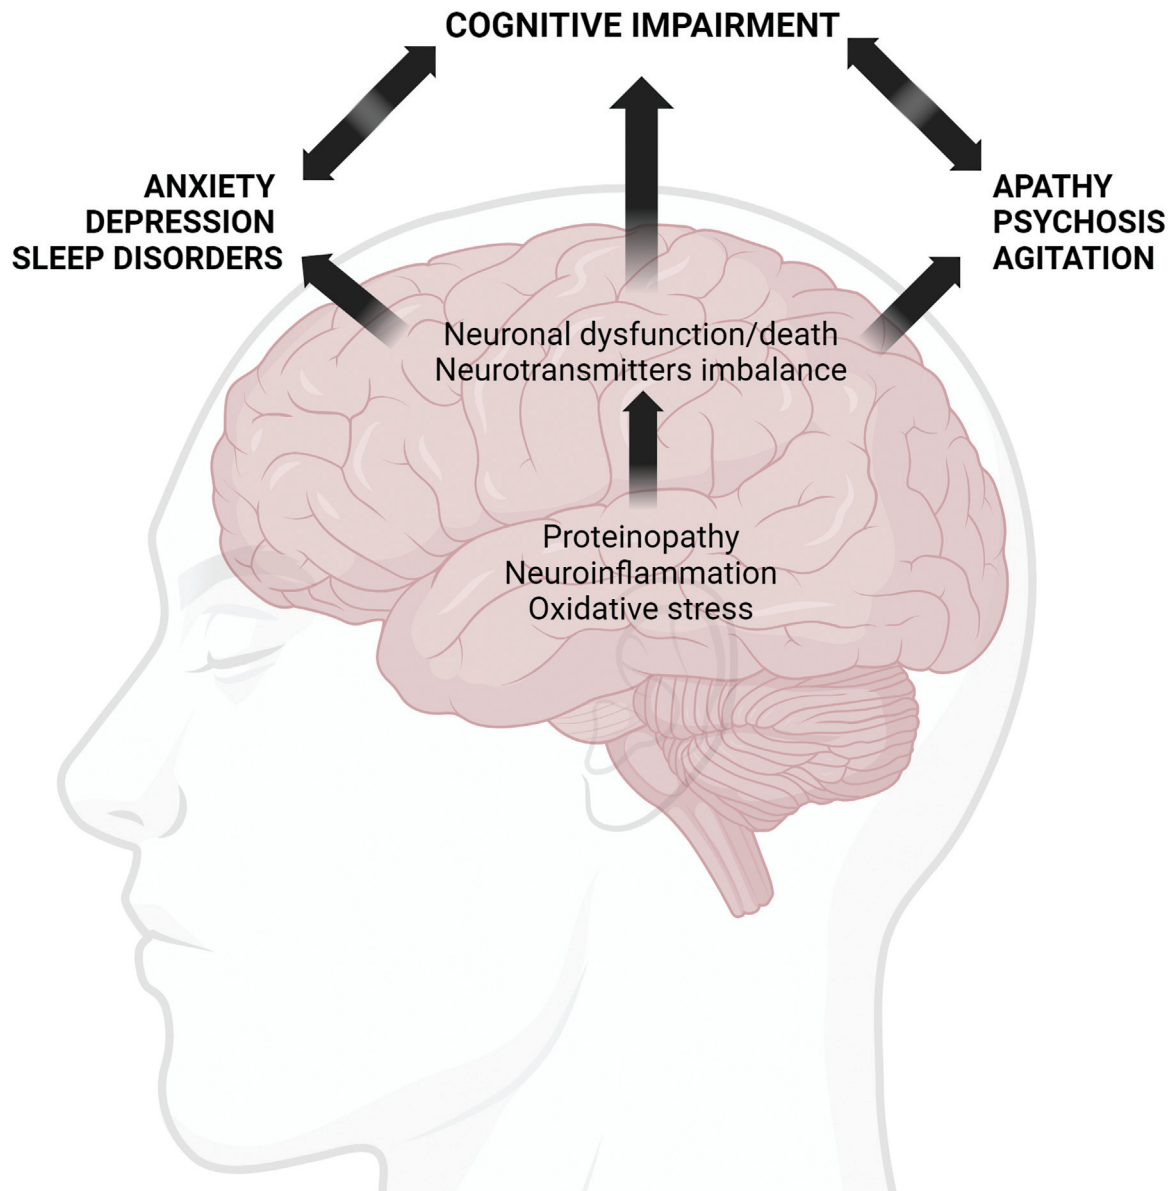 COGNITIVE IMPAIRMENT
ANXIETY
DEPRESSION
SLEEP DISORDERS
APATHY
PSYCHOSIS
AGITATION
Neuronal dysfunction/death
Neurotransmitters imbalance
Proteinopathy
Neuroinflammation
Oxidative stress